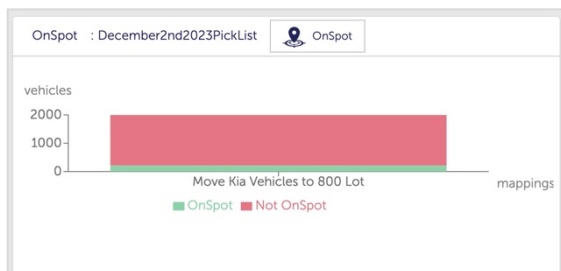 OnSpot : December2nd2023PickList OnSpot
vehicles
2000
1000
0
Move Kia Vehicles to 800 Lot
mappings
OnSpot Not OnSpot